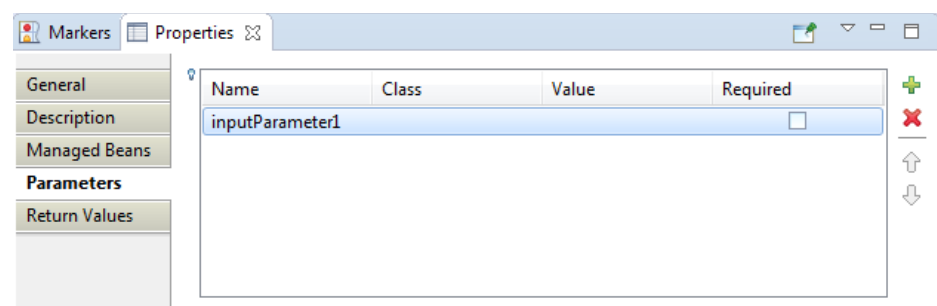 Markers Properties
General
Description
Managed Beans
Parameters
Return Values
Name Class Value Required
inputParameter1